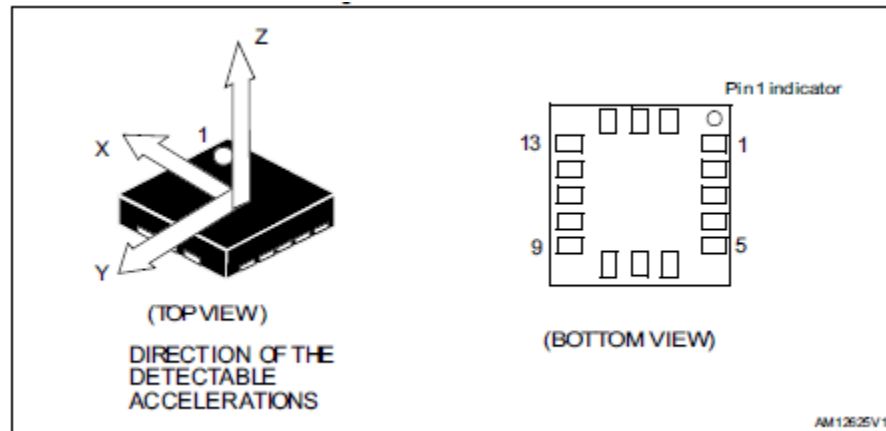 Z
X
1
Y
(TOP VIEW)
DIRECTION OF THE
DETECTABLE
ACCELERATIONS
Pin 1 indicator
13
1
9
5
(BOTTOM VIEW)
AM12625V1